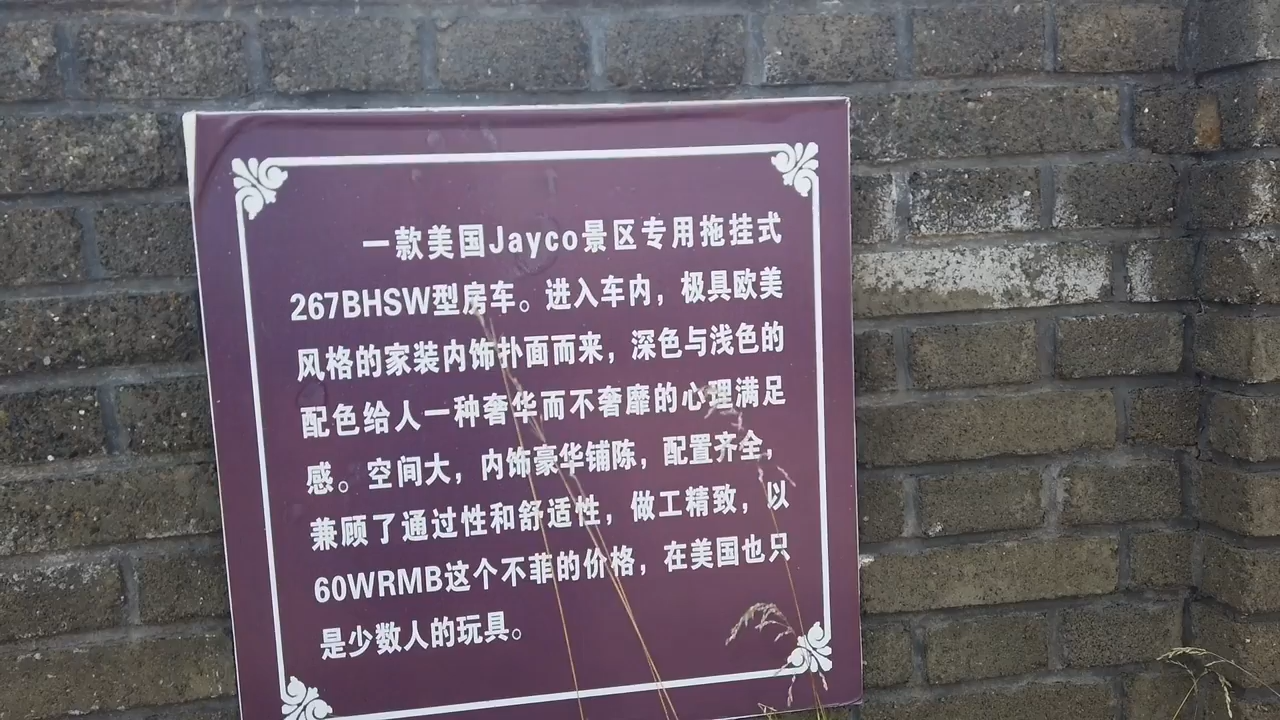 一款美国Jayco景区专用拖挂式
267BHSW型房车。进入车内，极具欧美
风格的家装内饰扑面而来，深色与浅色的
配色给人一种奢华而不奢靡的心理满足
感。空间大，内饰豪华铺陈，配置齐全，
兼顾了通过性和舒适性，做工精致，以
60WRMB这个不菲的价格，在美国也只
是少数人的玩具。